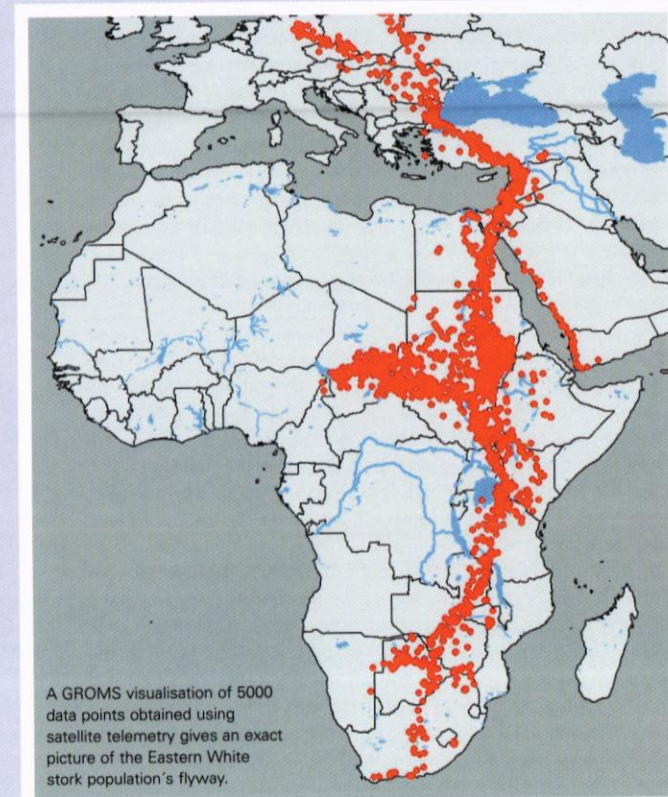 A GROMS visualisation of 5000
data points obtained using
satellite telemetry gives an exact
picture of the Eastern White
stork population´s flyway.